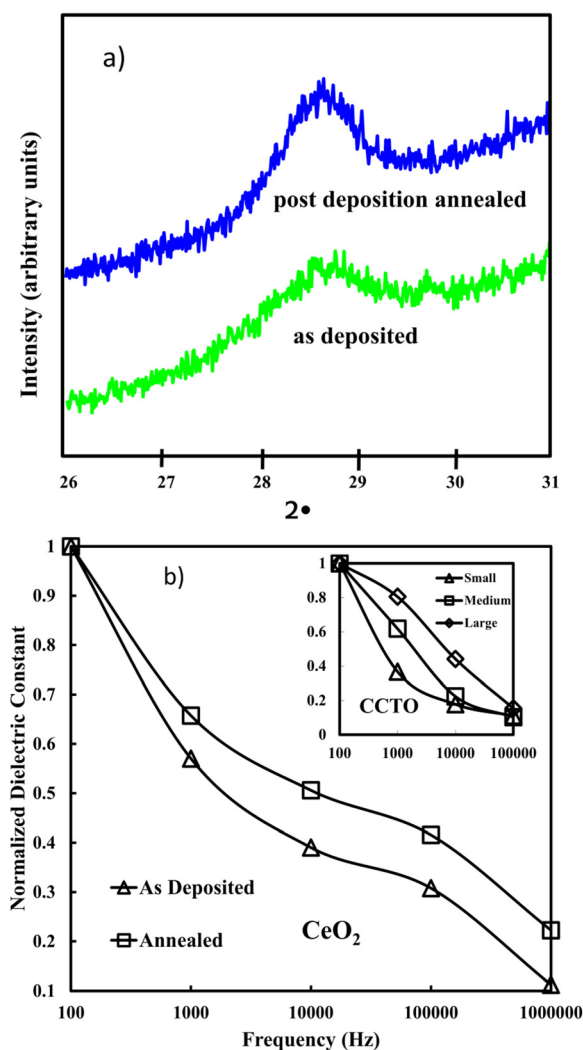 a)
Intensity (arbitrary units)
post deposition annealed
as deposited
26 27 28 29 30 31
2•
b)
Normalized Dielectric Constant
1
0.9
0.8
0.7
0.6
0.5
0.4
0.3
0.2
0.1
As Deposited
Annealed
CeO2
100 1000 10000 100000 1000000
Frequency (Hz)
1
0.8
0.6
0.4
0.2
0
Small
Medium
Large
CCTO
100 1000 10000 100000